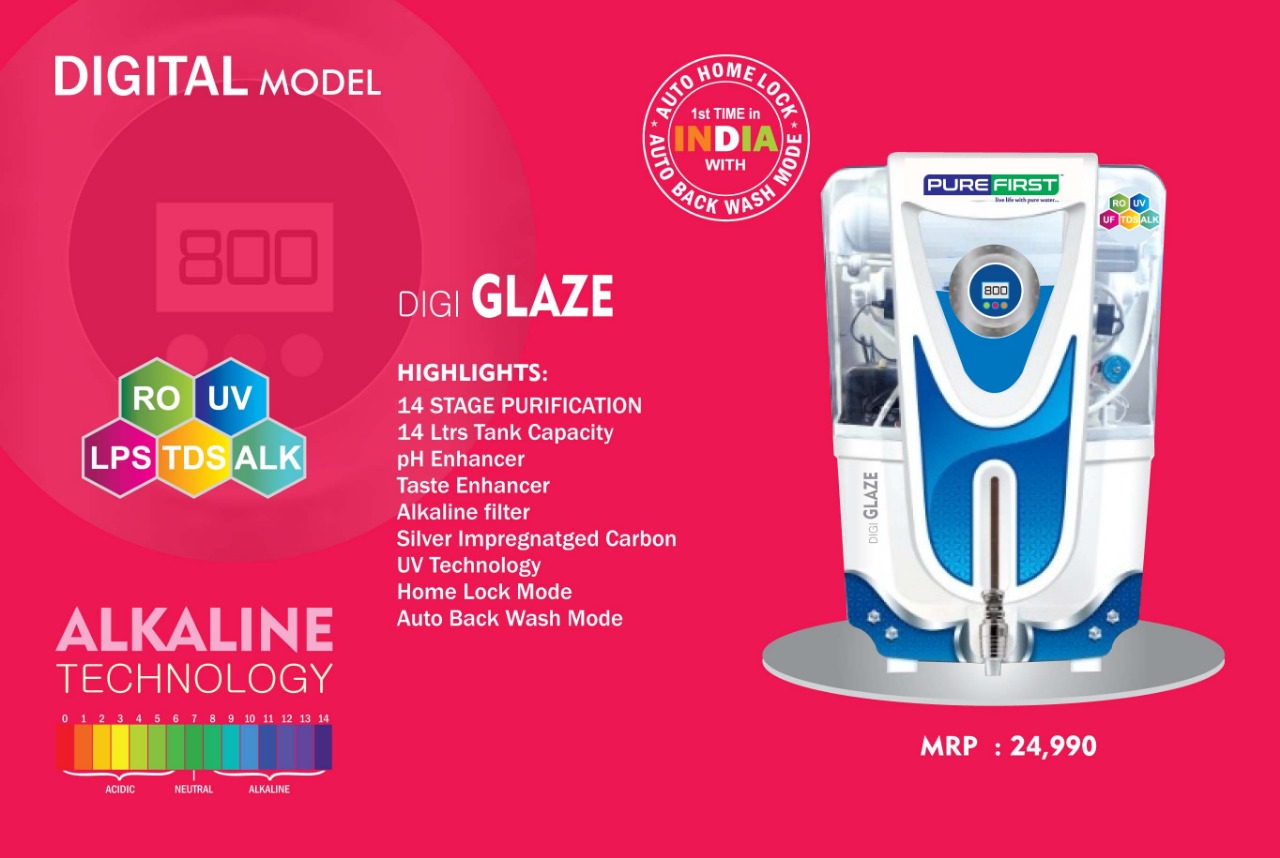 DIGITAL MODEL
AUTO HOME LOCK
1st TIME in
INDIA
WITH
AUTO BACK WASH MODE
PURE FIRST
live life with pure water...
RO UV
UF TDS ALK
800
800
DIGI GLAZE
RO UV
LPS TDS ALK
HIGHLIGHTS:
14 STAGE PURIFICATION
14 Ltrs Tank Capacity
pH Enhancer
Taste Enhancer
Alkaline filter
Silver Impregnatged Carbon
UV Technology
Home Lock Mode
Auto Back Wash Mode
DIGI GLAZE
ALKALINE
TECHNOLOGY
0 1 2 3 4 5 6 7 8 9 10 11 12 13 14
ACIDIC NEUTRAL ALKALINE
MRP : 24,990